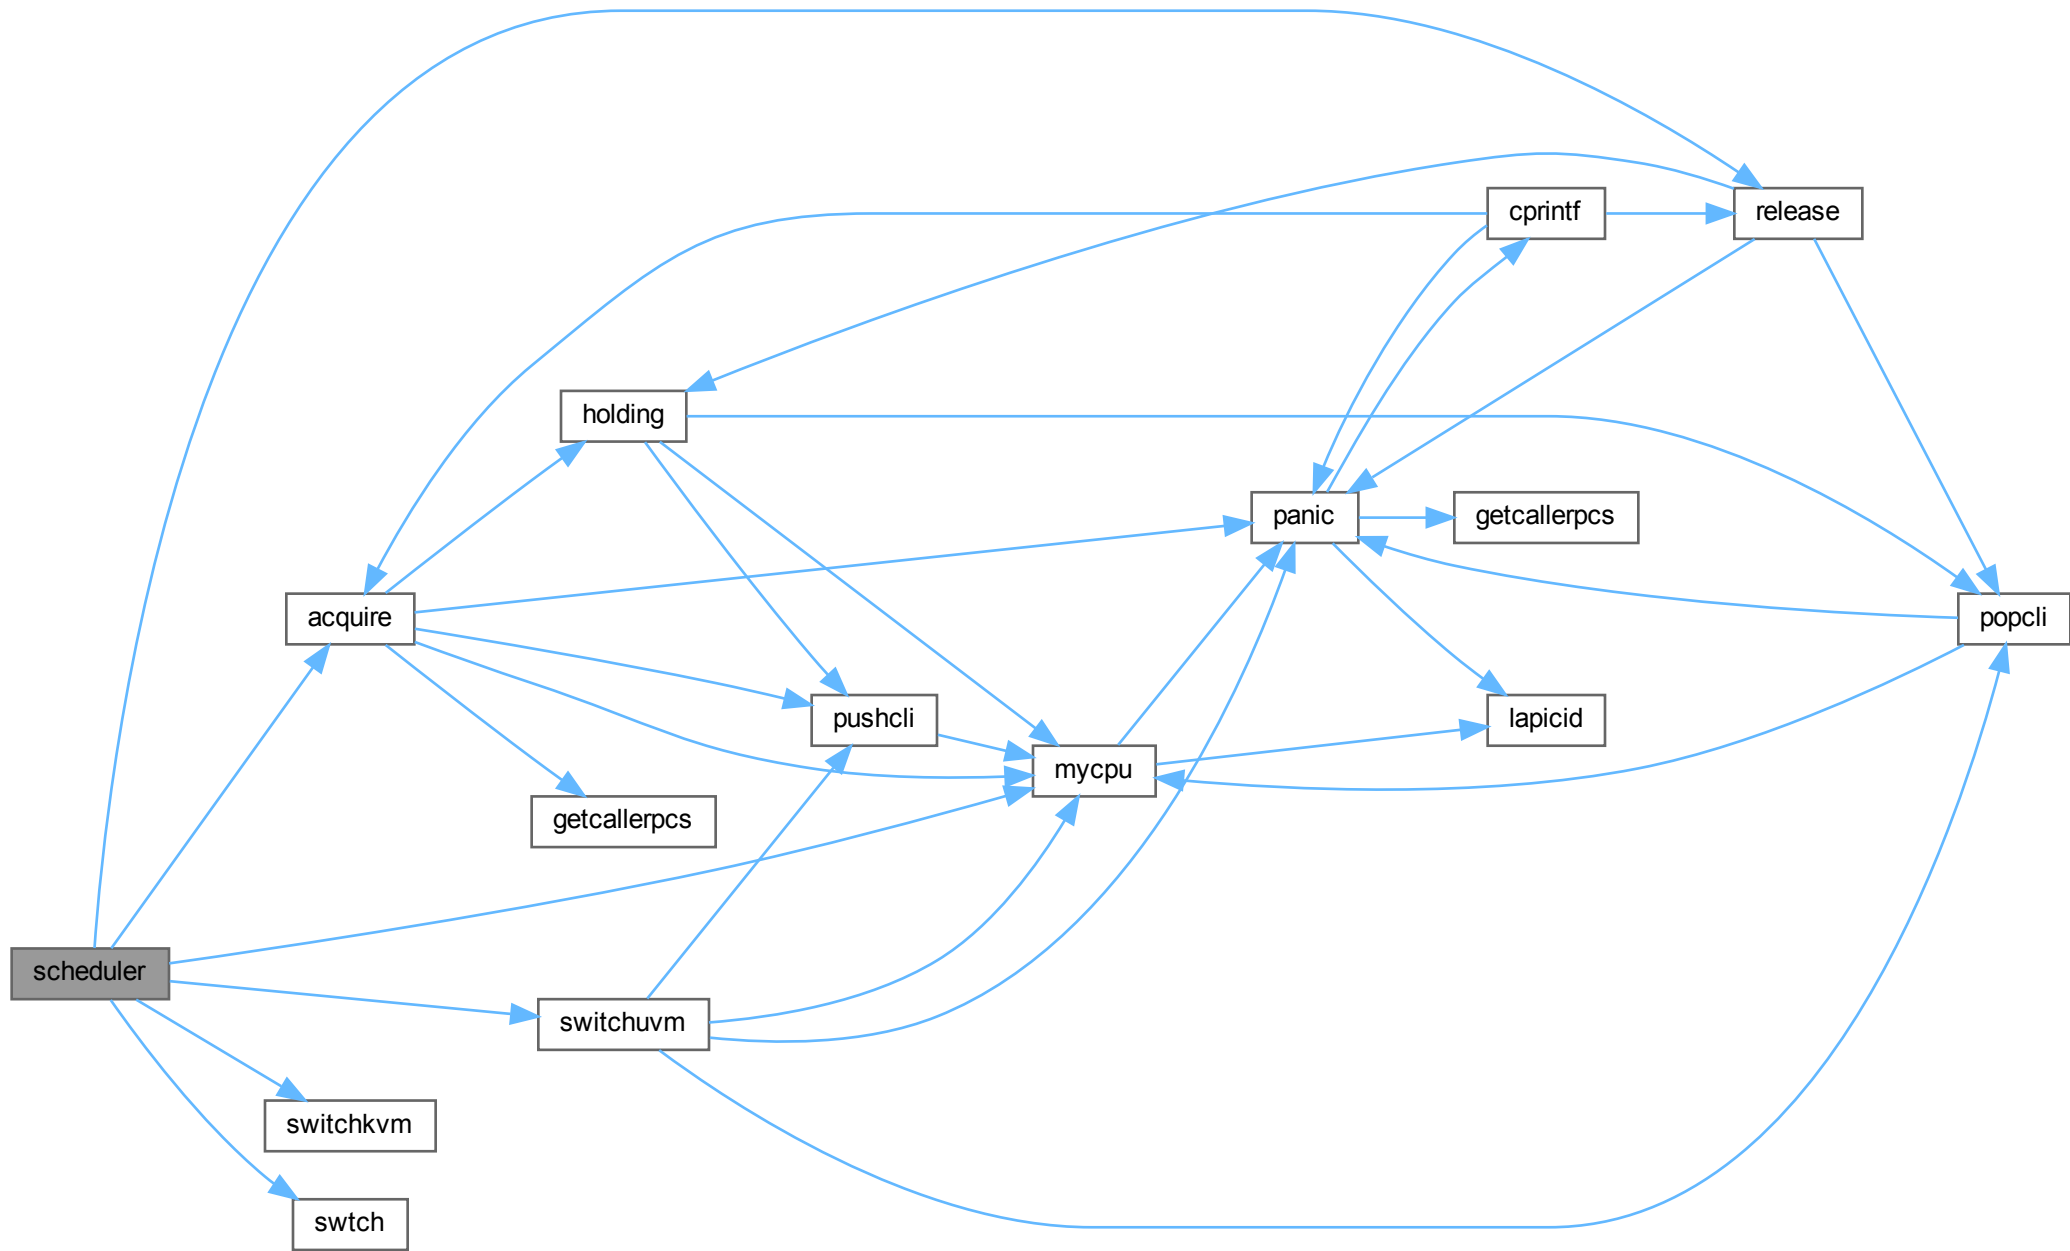 cprintf
release
holding
panic
getcallerpcs
acquire
popcli
pushcli
lapicid
mycpu
getcallerpcs
scheduler
switchuvm
switchkvm
swtch